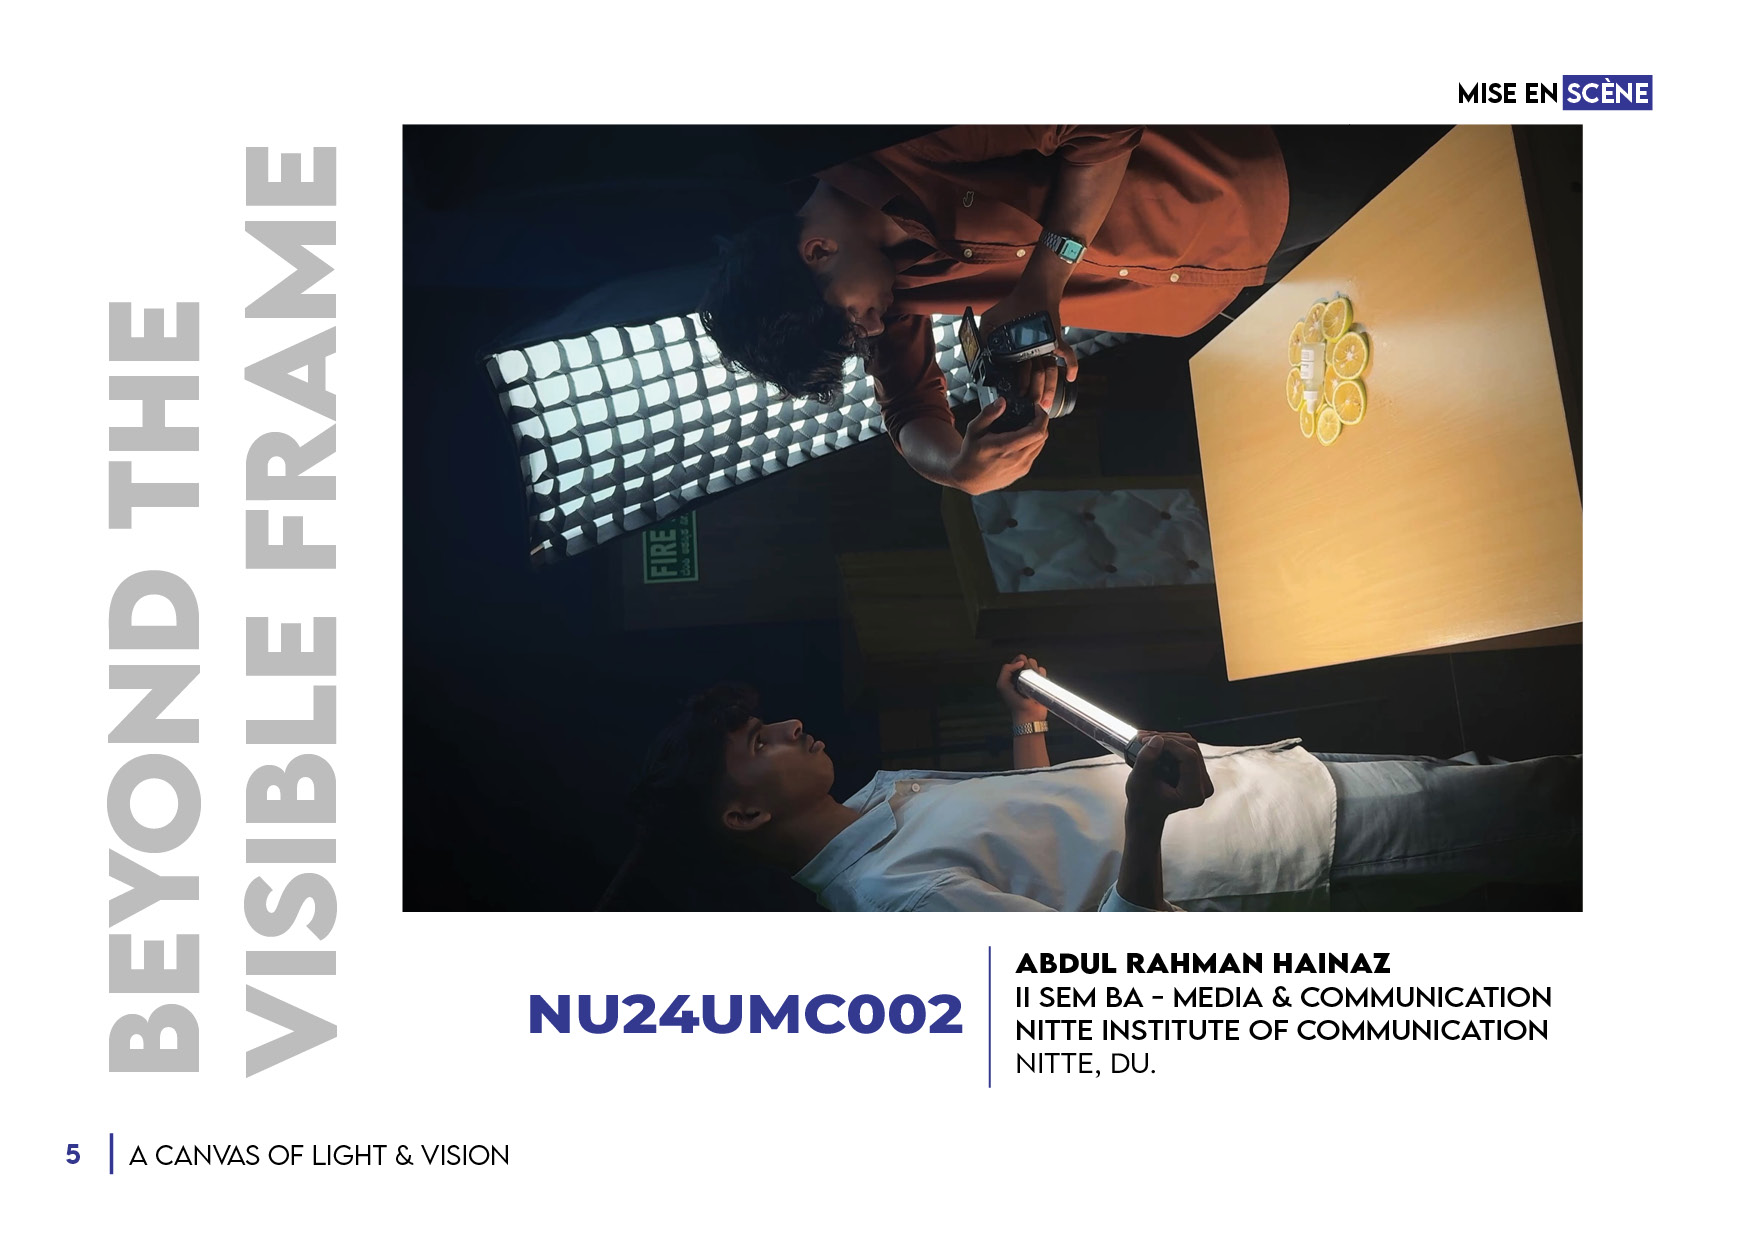 MISE EN SCÈNE
BEYOND THE
VISIBLE FRAME
FIRE
NU24UMC002
ABDUL RAHMAN HAINAZ
II SEM BA - MEDIA & COMMUNICATION
NITTE INSTITUTE OF COMMUNICATION
NITTE, DU.
5
A CANVAS OF LIGHT & VISION